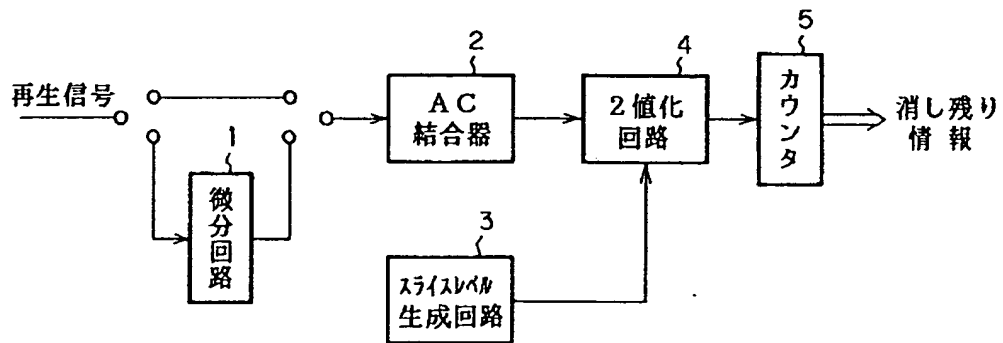 再生信号
1
微分回路
2
AC
結合器
3
スライスレベル
生成回路
4
2値化
回路
5
カウンタ
消し残り
情報